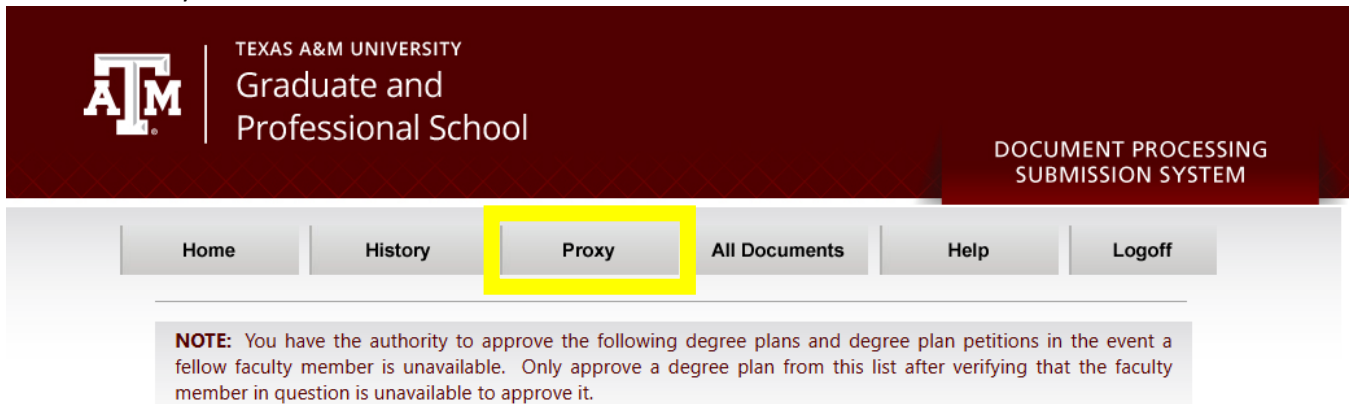 TEXAS A&M UNIVERSITY
Graduate and
Professional School
ATM
DOCUMENT PROCESSING
SUBMISSION SYSTEM
Home History Proxy All Documents Help Logoff
NOTE: You have the authority to approve the following degree plans and degree plan petitions in the event a
fellow faculty member is unavailable. Only approve a degree plan from this list after verifying that the faculty
member in question is unavailable to approve it.